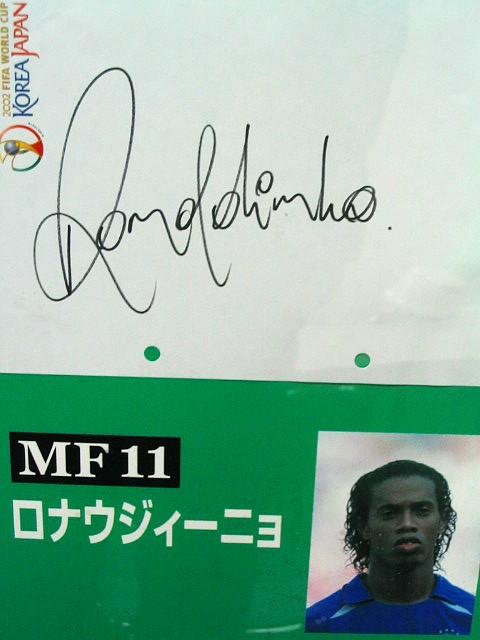 2002 FIFA WORLD CUP
KOREA JAPAN
Ronaldinho.
MF 11
ロナウジィーニョ